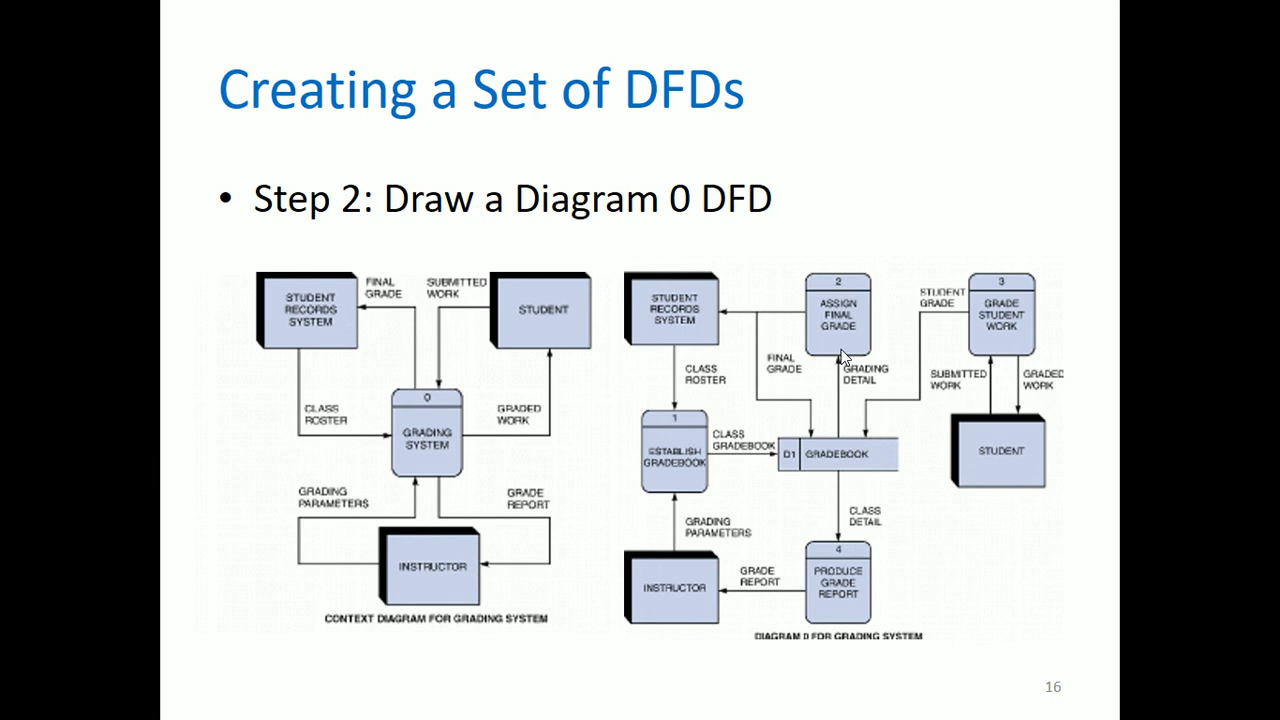 Creating a Set of DFDs
• Step 2: Draw a Diagram 0 DFD
STUDENT
RECORDS
SYSTEM
FINAL
GRADE
SUBMITTED
WORK
STUDENT
0
GRADING
SYSTEM
CLASS
ROSTER
GRADED
WORK
GRADING
PARAMETERS
GRADE
REPORT
INSTRUCTOR
CONTEXT DIAGRAM FOR GRADING SYSTEM
STUDENT
RECORDS
SYSTEM
2
ASSIGN
FINAL
GRADE
STUDENT
GRADE
3
GRADE
STUDENT
WORK
CLASS
ROSTER
FINAL
GRADE
GRADING
DETAIL
SUBMITTED
WORK
GRADED
WORK
1
ESTABLISH
GRADEBOOK
CLASS
GRADEBOOK
D1 GRADEBOOK
STUDENT
GRADING
PARAMETERS
CLASS
DETAIL
INSTRUCTOR
GRADE
REPORT
4
PRODUCE
GRADE
REPORT
DIAGRAM 0 FOR GRADING SYSTEM
16